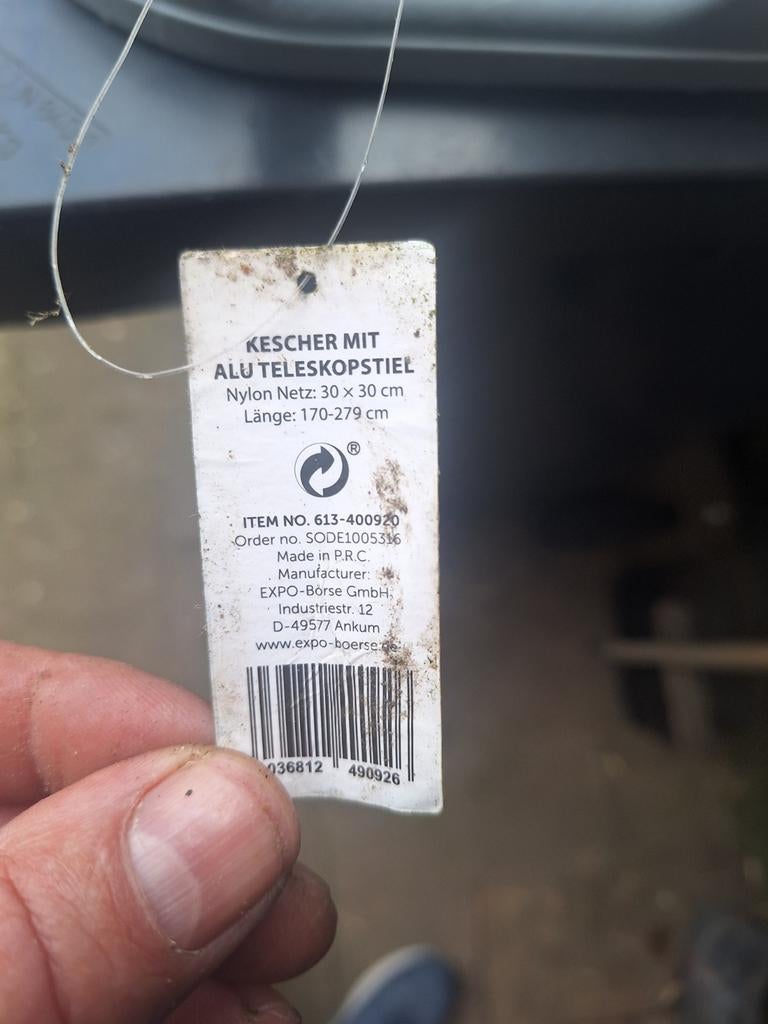 KESCHER MIT
ALU TELESKOPSTIEL
Nylon Netz: 30 × 30 cm
Länge: 170-279 cm
®
ITEM NO. 613-400920
Order no. SODE1005316
Made in P.R.C.
Manufacturer:
EXPO-Börse GmbH,
Industriestr. 12
D-49577 Ankum
www.expo-boerse.de
036812 490926